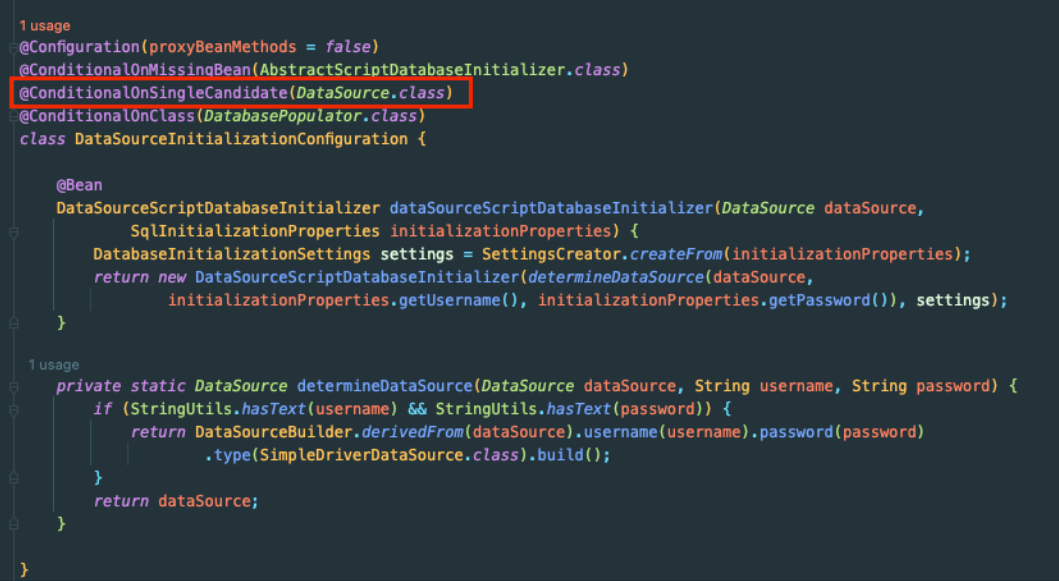 1 usage
@Configuration(proxyBeanMethods = false)
@ConditionalOnMissingBean(AbstractScriptDatabaseInitializer.class)
@ConditionalOnSingleCandidate(DataSource.class)
@ConditionalOnClass(DatabasePopulator.class)
class DataSourceInitializationConfiguration {
@Bean
DataSourceScriptDatabaseInitializer dataSourceScriptDatabaseInitializer(DataSource dataSource,
SqlInitializationProperties initializationProperties) {
DatabaseInitializationSettings settings = SettingsCreator.createFrom(initializationProperties);
return new DataSourceScriptDatabaseInitializer(determineDataSource(dataSource,
initializationProperties.getUsername(), initializationProperties.getPassword()), settings);
}
1 usage
private static DataSource determineDataSource(DataSource dataSource, String username, String password) {
if (StringUtils.hasText(username) && StringUtils.hasText(password)) {
return DataSourceBuilder.derivedFrom(dataSource).username(username).password(password)
.type(SimpleDriverDataSource.class).build();
}
return dataSource;
}
}